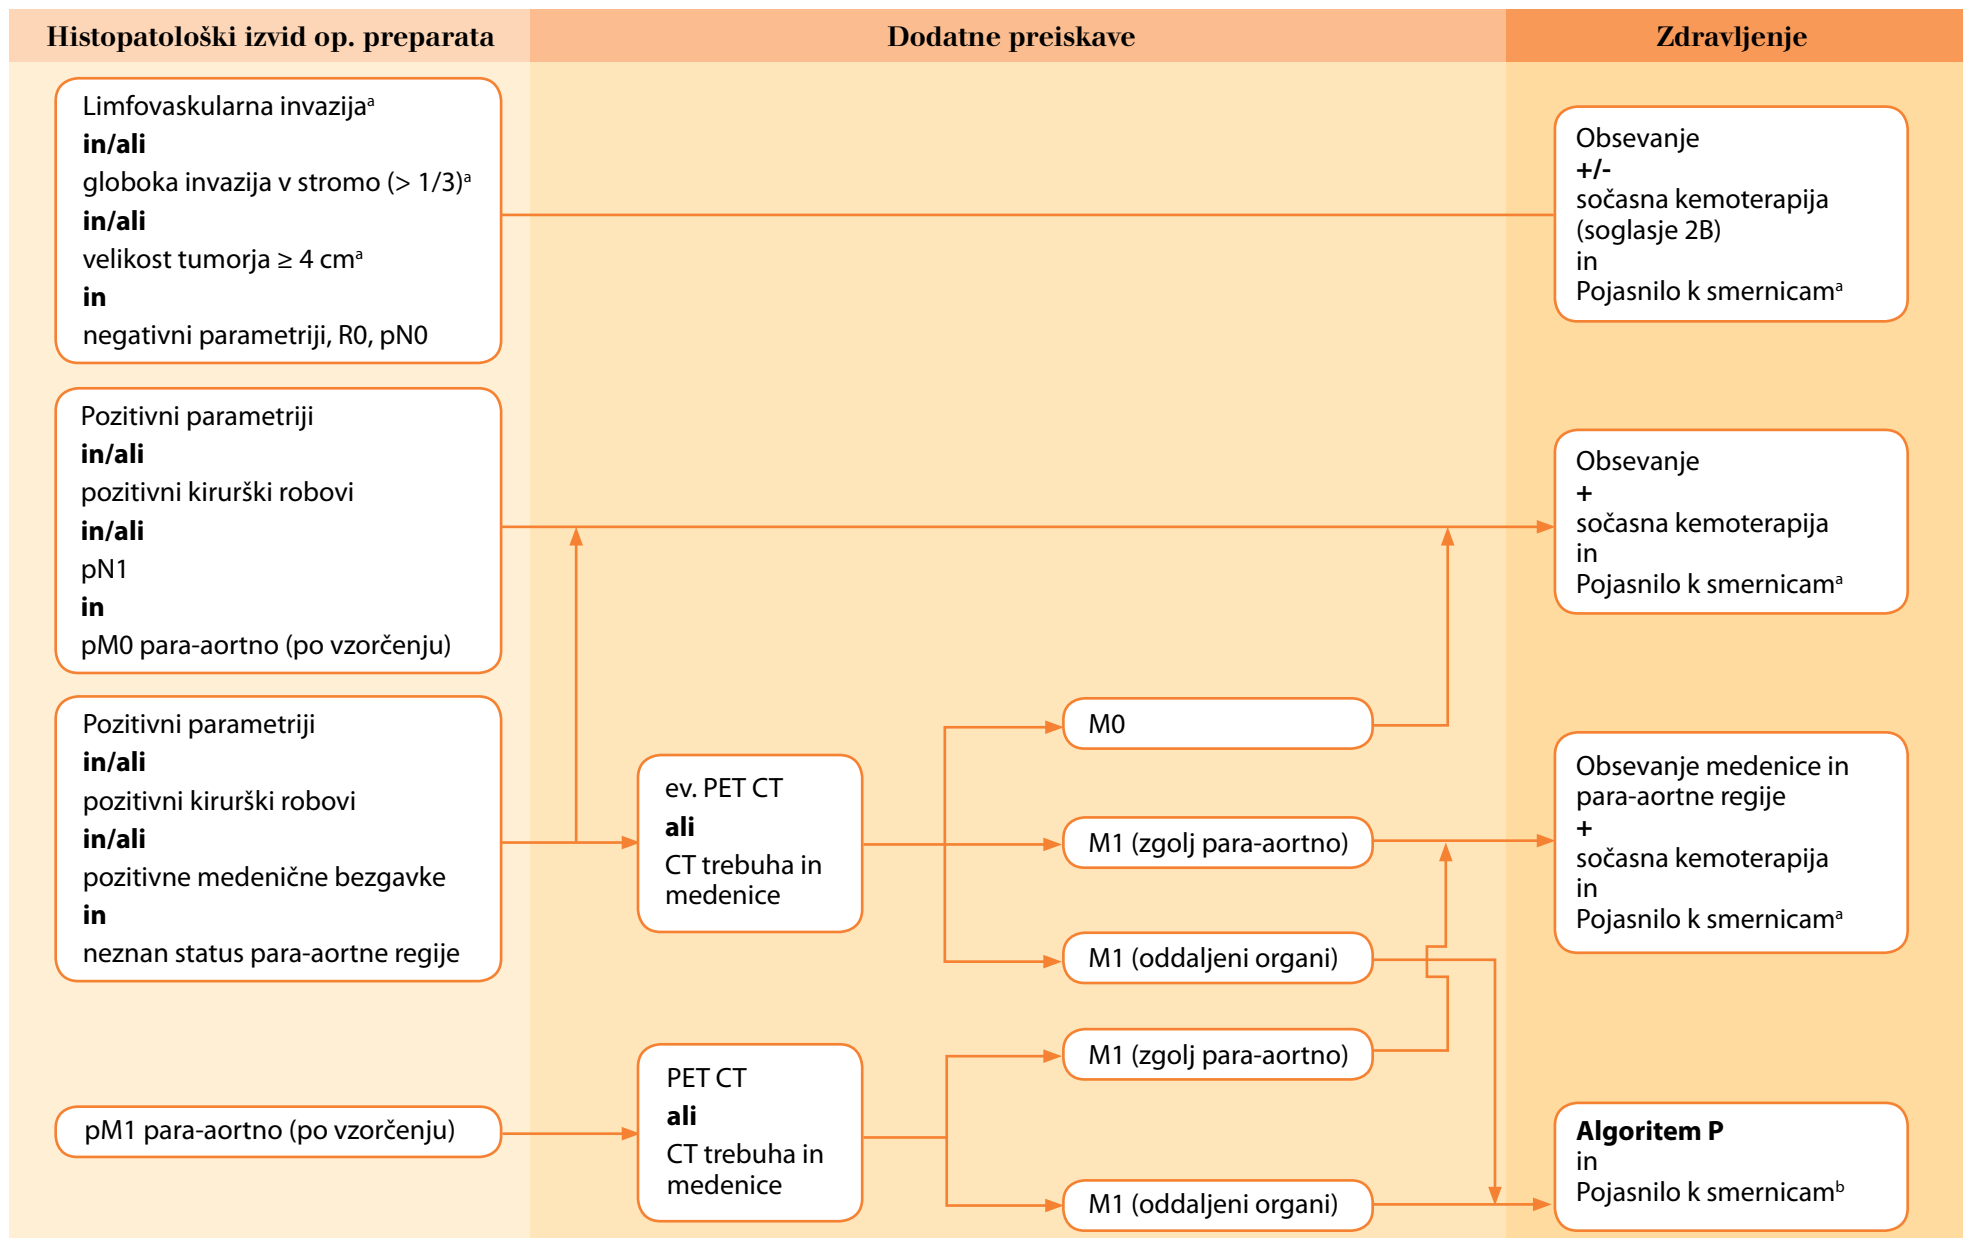 Histopatološki izvid op. preparata
Dodatne preiskave
Zdravljenje
Limfovaskularna invazijaᵃ
in/ali
globoka invazija v stromo (> 1/3)ᵃ
in/ali
velikost tumorja ≥ 4 cmᵃ
in
negativni parametriji, R0, pN0
Obsevanje
+/-
sočasna kemoterapija
(soglasje 2B)
in
Pojasnilo k smernicamᵃ
Pozitivni parametriji
in/ali
pozitivni kirurški robovi
in/ali
pN1
in
pM0 para-aortno (po vzorčenju)
Obsevanje
+
sočasna kemoterapija
in
Pojasnilo k smernicamᵃ
Pozitivni parametriji
in/ali
pozitivni kirurški robovi
in/ali
pozitivne medenične bezgavke
in
neznan status para-aortne regije
ev. PET CT
ali
CT trebuha in
medenice
M0
M1 (zgolj para-aortno)
M1 (oddaljeni organi)
Obsevanje medenice in
para-aortne regije
+
sočasna kemoterapija
in
Pojasnilo k smernicamᵃ
pM1 para-aortno (po vzorčenju)
PET CT
ali
CT trebuha in
medenice
M1 (zgolj para-aortno)
M1 (oddaljeni organi)
Algoritem P
in
Pojasnilo k smernicamᵇ